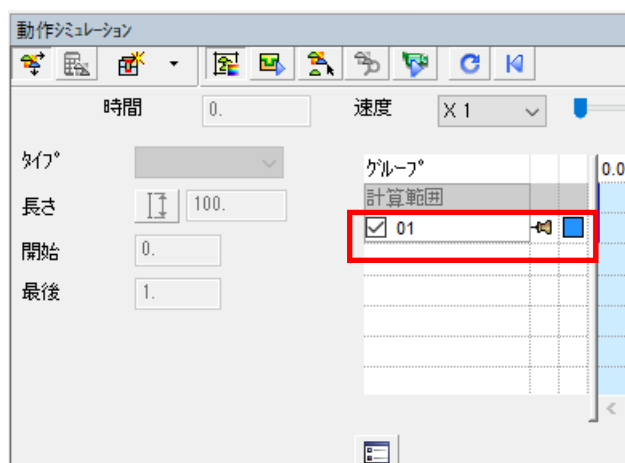 動作ｼﾐｭﾚｰｼｮﾝ
時間 0. 速度 X 1
ﾀｲﾌﾟ
長さ 100.
開始 0.
最後 1.
ｸﾞﾙｰﾌﾟ 0.0
計算範囲
01